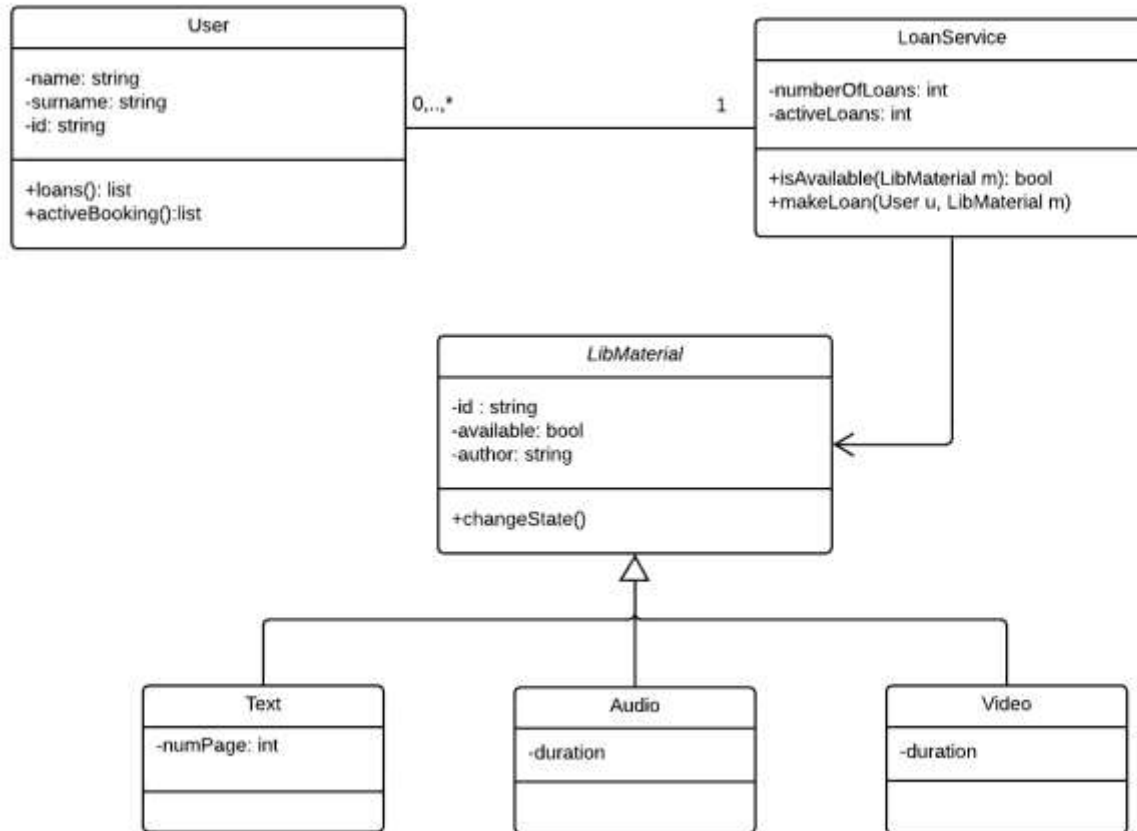 User
-name: string
-surname: string
-id: string
+loans(): list
+activeBooking():list
0,..,*
1
LoanService
-numberOfLoans: int
-activeLoans: int
+isAvailable(LibMaterial m): bool
+makeLoan(User u, LibMaterial m)
LibMaterial
-id : string
-available: bool
-author: string
+changeState()
Text
-numPage: int
Audio
-duration
Video
-duration